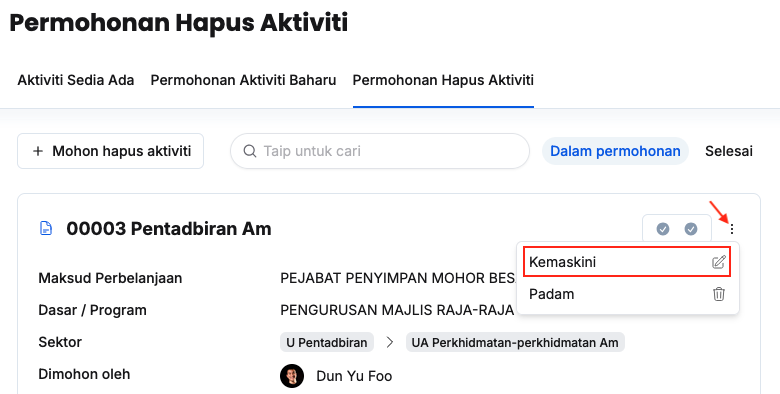 Permohonan Hapus Aktiviti
Aktiviti Sedia Ada Permohonan Aktiviti Baharu Permohonan Hapus Aktiviti
+ Mohon hapus aktiviti Taip untuk cari Dalam permohonan Selesai
00003 Pentadbiran Am
Kemaskini
Padam
Maksud Perbelanjaan PEJABAT PENYIMPAN MOHOR
Dasar / Program PENGURUSAN MAJLIS RAJA-RAJA
Sektor U Pentadbiran > UA Perkhidmatan-perkhidmatan Am
Dimohon oleh Dun Yu Foo